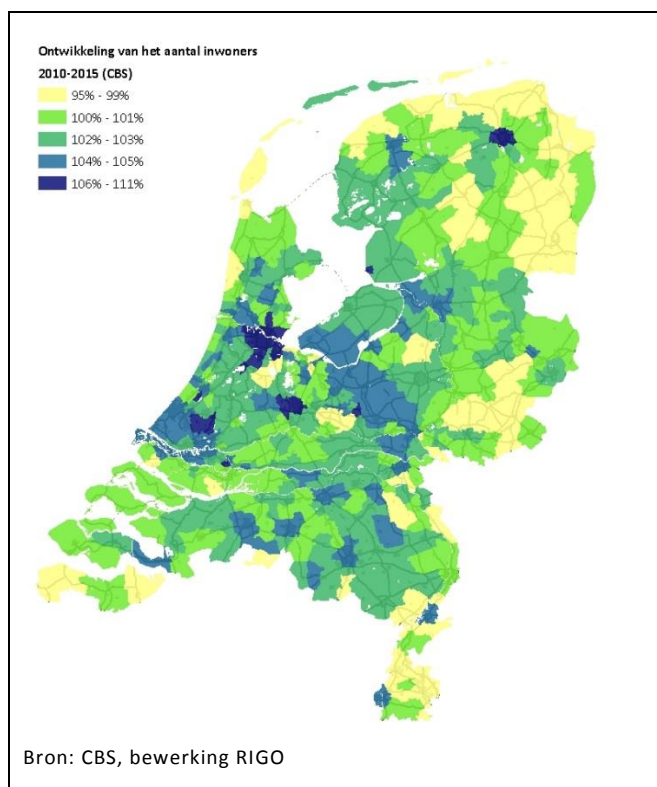 Ontwikkeling van het aantal inwoners
2010-2015 (CBS)
95% - 99%
100% - 101%
102% - 103%
104% - 105%
106% - 111%
Bron: CBS, bewerking RIGO